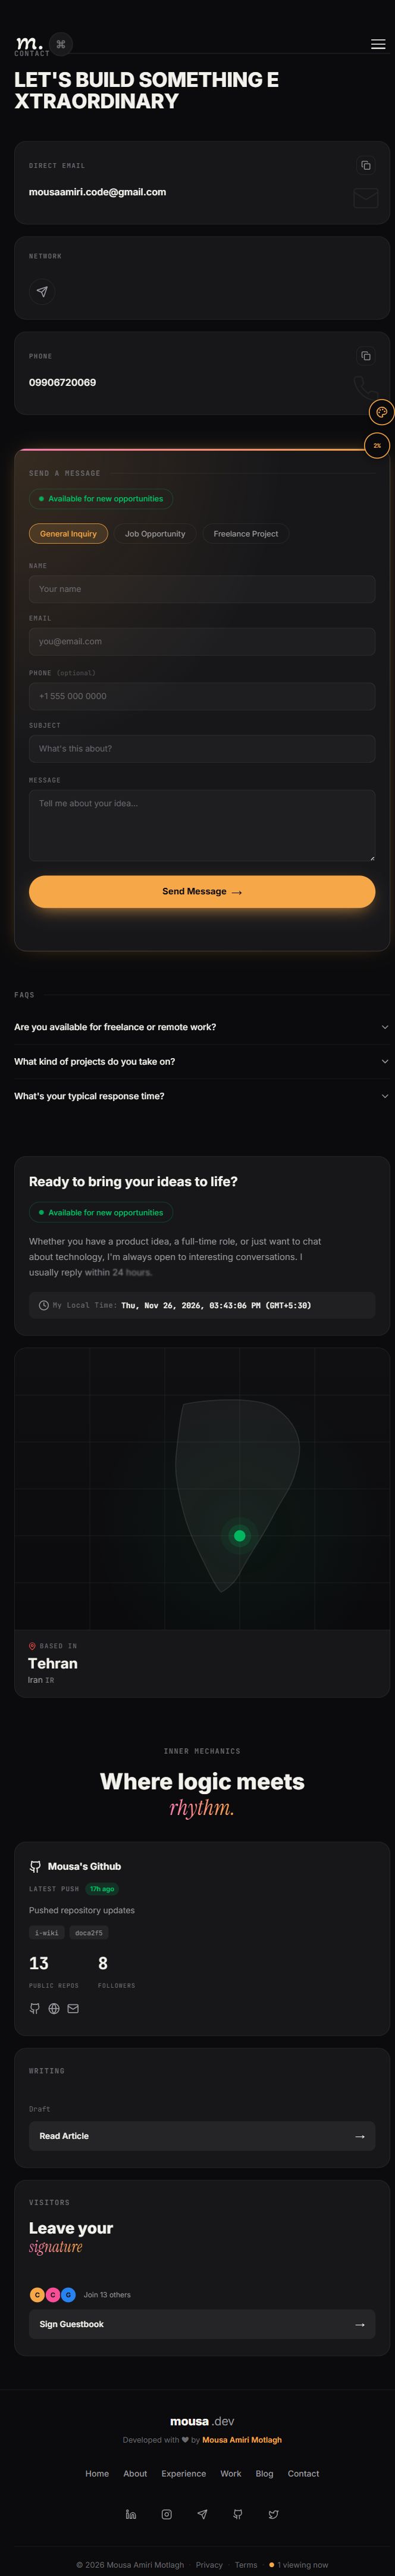 m. ⌘
CONTACT
LET'S BUILD SOMETHING E
XTRAORDINARY
DIRECT EMAIL
mousaamiri.code@gmail.com
NETWORK
PHONE
09906720069
2%
SEND A MESSAGE
Available for new opportunities
General Inquiry Job Opportunity Freelance Project
NAME
Your name
EMAIL
you@email.com
PHONE (optional)
+1 555 000 0000
SUBJECT
What's this about?
MESSAGE
Tell me about your idea...
Send Message →
FAQS
Are you available for freelance or remote work?
What kind of projects do you take on?
What's your typical response time?
Ready to bring your ideas to life?
Available for new opportunities
Whether you have a product idea, a full-time role, or just want to chat
about technology, I'm always open to interesting conversations. I
usually reply within 24 hours.
My Local Time: Thu, Nov 26, 2026, 03:43:06 PM (GMT+5:30)
BASED IN
Tehran
Iran IR
INNER MECHANICS
Where logic meets
rhythm.
Mousa's Github
LATEST PUSH 17h ago
Pushed repository updates
i-wiki doca2f5
13 8
PUBLIC REPOS FOLLOWERS
WRITING
Draft
Read Article →
VISITORS
Leave your
signature
C C G Join 13 others
Sign Guestbook →
mousa .dev
Developed with ♥ by Mousa Amiri Motlagh
Home About Experience Work Blog Contact
© 2026 Mousa Amiri Motlagh · Privacy · Terms · 1 viewing now